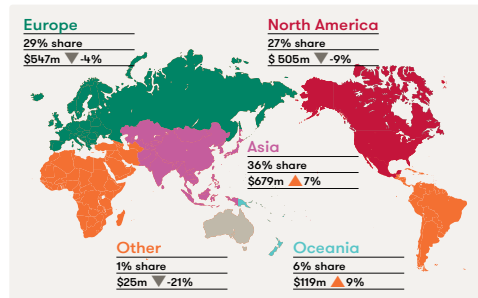 Europe
29% share
$547m ▼-4%
North America
27% share
$ 505m ▼-9%
Asia
36% share
$679m ▲7%
Other
1% share
$25m ▼-21%
Oceania
6% share
$119m ▲9%